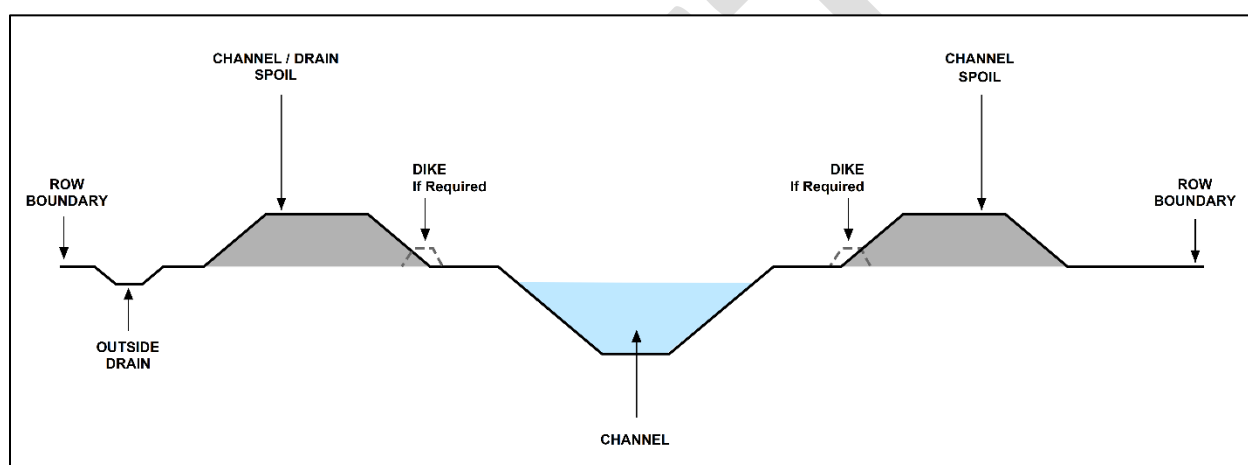 CHANNEL / DRAIN
SPOIL
CHANNEL
SPOIL
DIKE
If Required
DIKE
If Required
ROW
BOUNDARY
ROW
BOUNDARY
OUTSIDE
DRAIN
CHANNEL